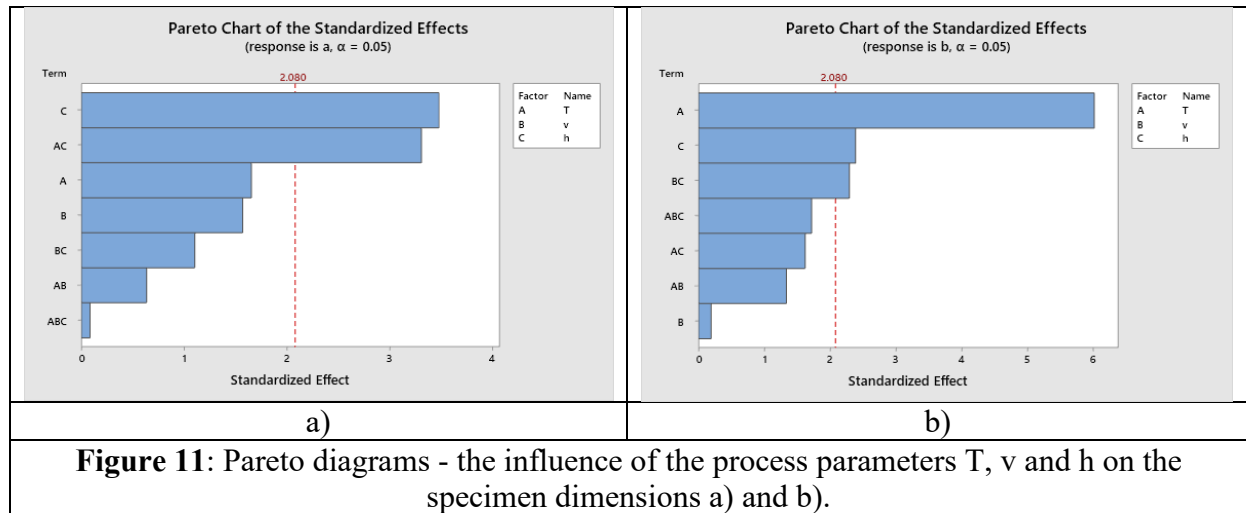 Pareto Chart of the Standardized Effects
(response is a, α = 0.05)
Term
2.080
C
AC
A
B
BC
AB
ABC
0 1 2 3 4
Standardized Effect
Factor Name
A T
B v
C h
Pareto Chart of the Standardized Effects
(response is b, α = 0.05)
Term
2.080
A
C
BC
ABC
AC
AB
B
0 1 2 3 4 5 6
Standardized Effect
Factor Name
A T
B v
C h
a) b)
Figure 11: Pareto diagrams - the influence of the process parameters T, v and h on the
specimen dimensions a) and b).